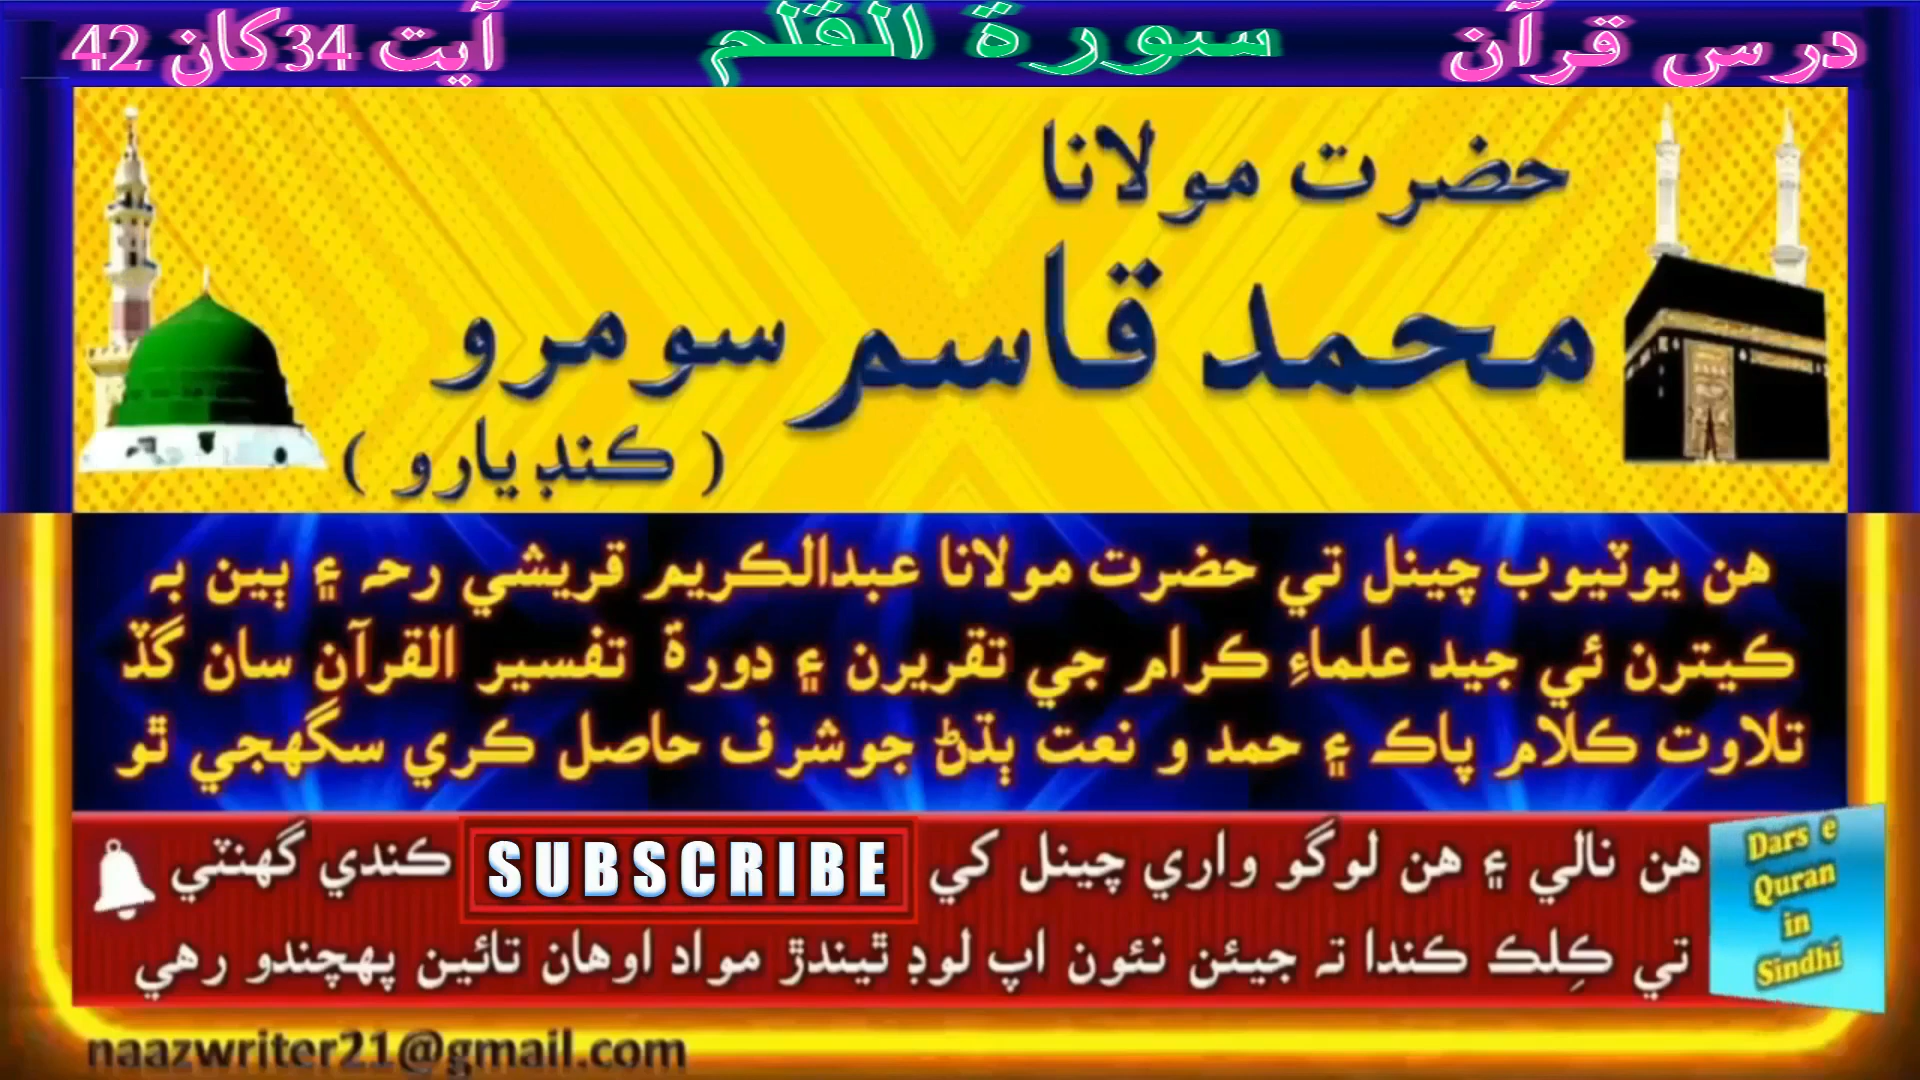 درس قرآن سورة القلم آيت 34 کان 42
حضرت مولانا
محمد قاسم سومرو
( ڪنڊيارو )
هن يوٽيوب چينل تي حضرت مولانا عبدالڪريم قريشي رحہ ۽ ٻين بہ
ڪيترن ئي جيد علماءِ ڪرام جي تقريرن ۽ دورة تفسير القرآن سان گڏ
تلاوت ڪلام پاڪ ۽ حمد و نعت ٻڌڻ جوشرف حاصل ڪري سگهجي ٿو
هن نالي ۽ هن لوگو واري چينل کي SUBSCRIBE ڪندي گهنٽي
تي ڪِلڪ ڪندا تہ جيئن نئون اپ لوڊ ٿيندڙ مواد اوهان تائين پهچندو رهي
Dars e
Quran
in
Sindhi
naazwriter21@gmail.com